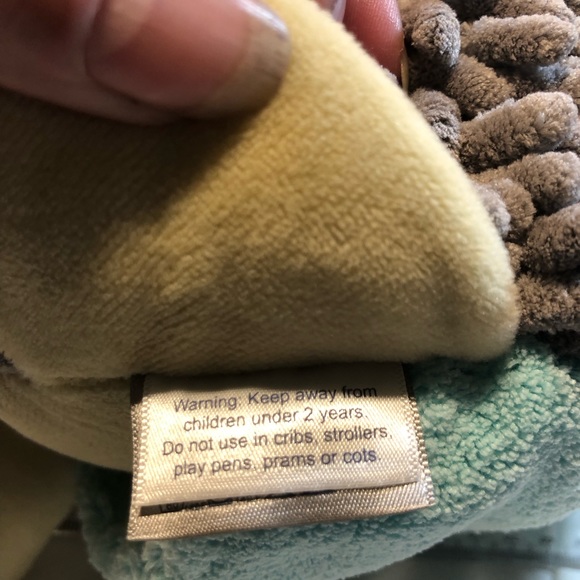 Warning: Keep away from
children under 2 years.
Do not use in cribs, strollers,
play pens, prams or cots.